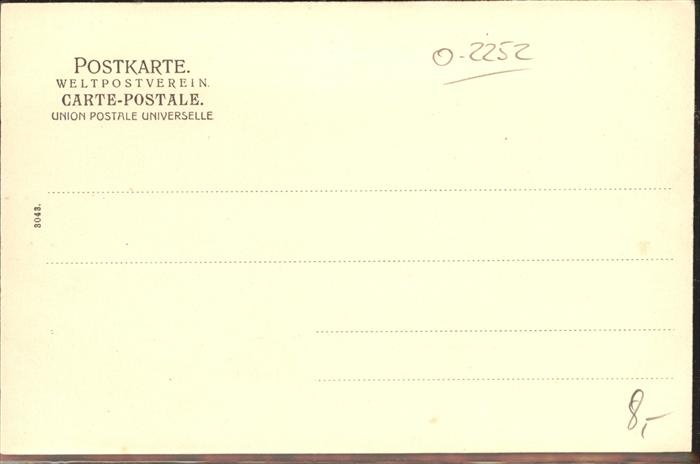 POSTKARTE.
WELTPOSTVEREIN.
CARTE-POSTALE.
UNION POSTALE UNIVERSELLE
O-2252
3043.
8,-